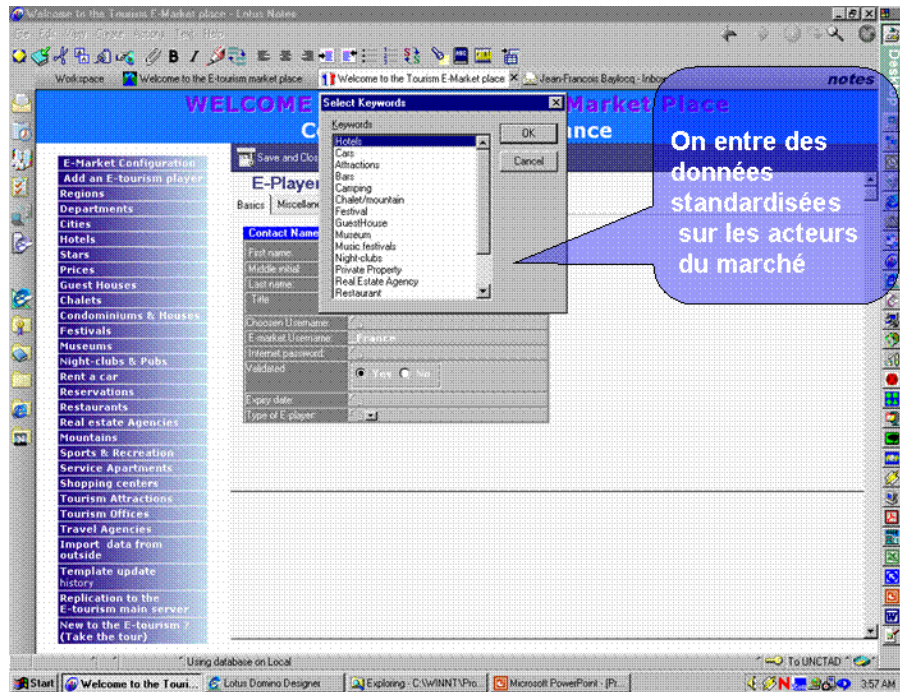 Welcome to the Tourism E-Market place - Lotus Notes
Workspace
Welcome to the E-tourism market place
Welcome to the Tourism E-Market place
Jean-Francois Baylocq - Inbox
notes
WELCOME
Market Place
Select Keywords
Keywords
Hotels
Cars
Attractions
Bars
Camping
Chalet/mountain
Festival
GuestHouse
Museum
Music festivals
Night-clubs
Private Property
Real Estate Agency
Restaurant
OK
Cancel
On entre des
données
standardisées
sur les acteurs
du marché
E-Market Configuration
Add an E-tourism player
Regions
Departments
Cities
Hotels
Stars
Prices
Guest Houses
Chalets
Condominiums & Houses
Festivals
Museums
Night-clubs & Pubs
Rent a car
Reservations
Restaurants
Real estate Agencies
Mountains
Sports & Recreation
Service Apartments
Shopping centers
Tourism Attractions
Tourism Offices
Travel Agencies
Import data from
outside
Template update
history
Replication to the
E-tourism main server
New to the E-tourism ?
(Take the tour)
Save and Clos
E-Player
Basics
Miscellan
Contact Name
First name:
Middle initial
Last name:
Title
Choosen Username:
E-market Username:
France
Internet password:
Validated
Yes No
Expiry date:
Type of E-player:
Using database on Local
To UNCTAD
Start
Welcome to the Touri...
Lotus Domino Designer
Exploring - C:\WINNT\Pro...
Microsoft PowerPoint - [Pr...
3:57 AM